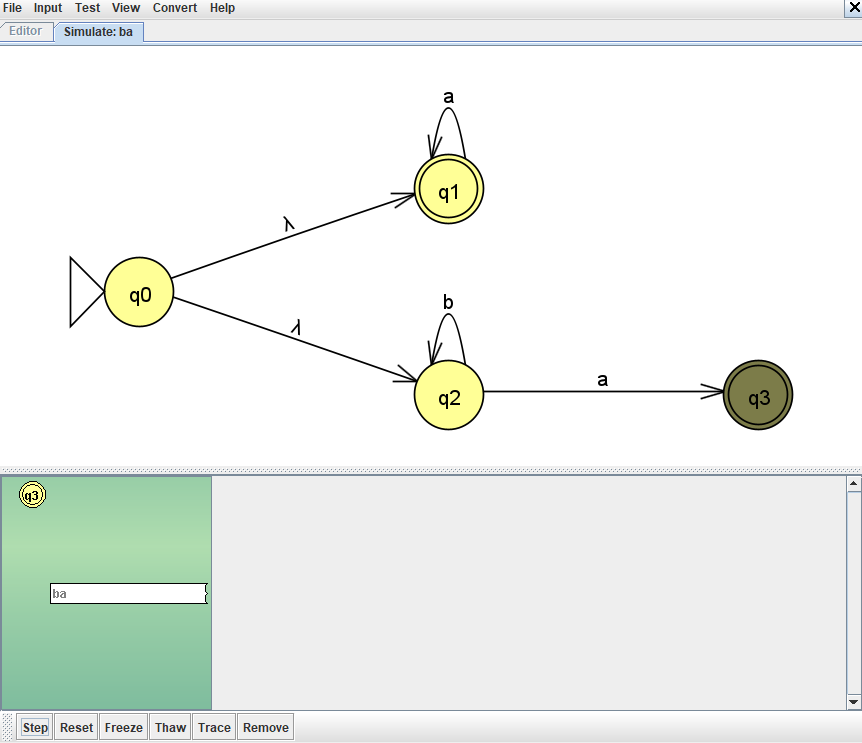 File Input Test View Convert Help
Editor Simulate: ba
a
q1
λ
q0
λ
b
q2
a
q3
q3
ba
Step Reset Freeze Thaw Trace Remove